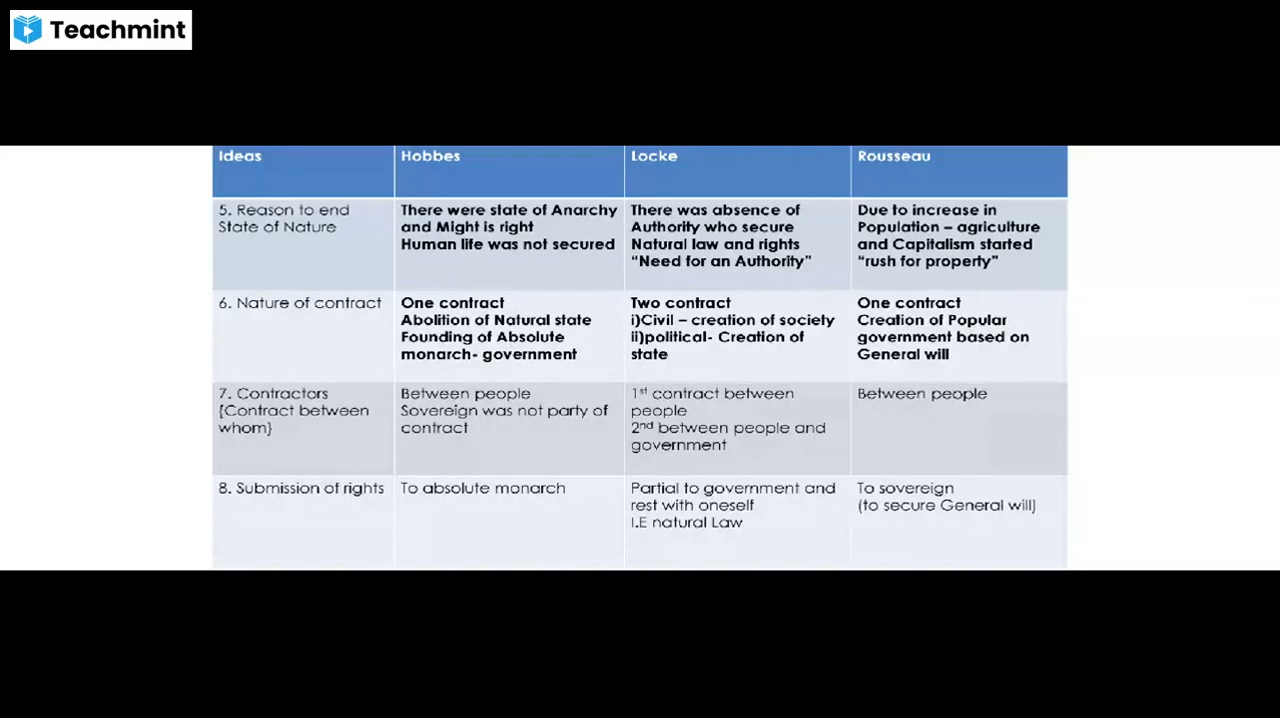 Teachmint
Ideas
Hobbes
Locke
Rousseau
5. Reason to end
State of Nature
There were state of Anarchy
and Might is right
Human life was not secured
There was absence of
Authority who secure
Natural law and rights
“Need for an Authority”
Due to increase in
Population – agriculture
and Capitalism started
“rush for property”
6. Nature of contract
One contract
Abolition of Natural state
Founding of Absolute
monarch- government
Two contract
i)Civil – creation of society
ii)political- Creation of
state
One contract
Creation of Popular
government based on
General will
7. Contractors
{Contract between
whom}
Between people
Sovereign was not party of
contract
1st contract between
people
2nd between people and
government
Between people
8. Submission of rights
To absolute monarch
Partial to government and
rest with oneself
I.E natural Law
To sovereign
(to secure General will)